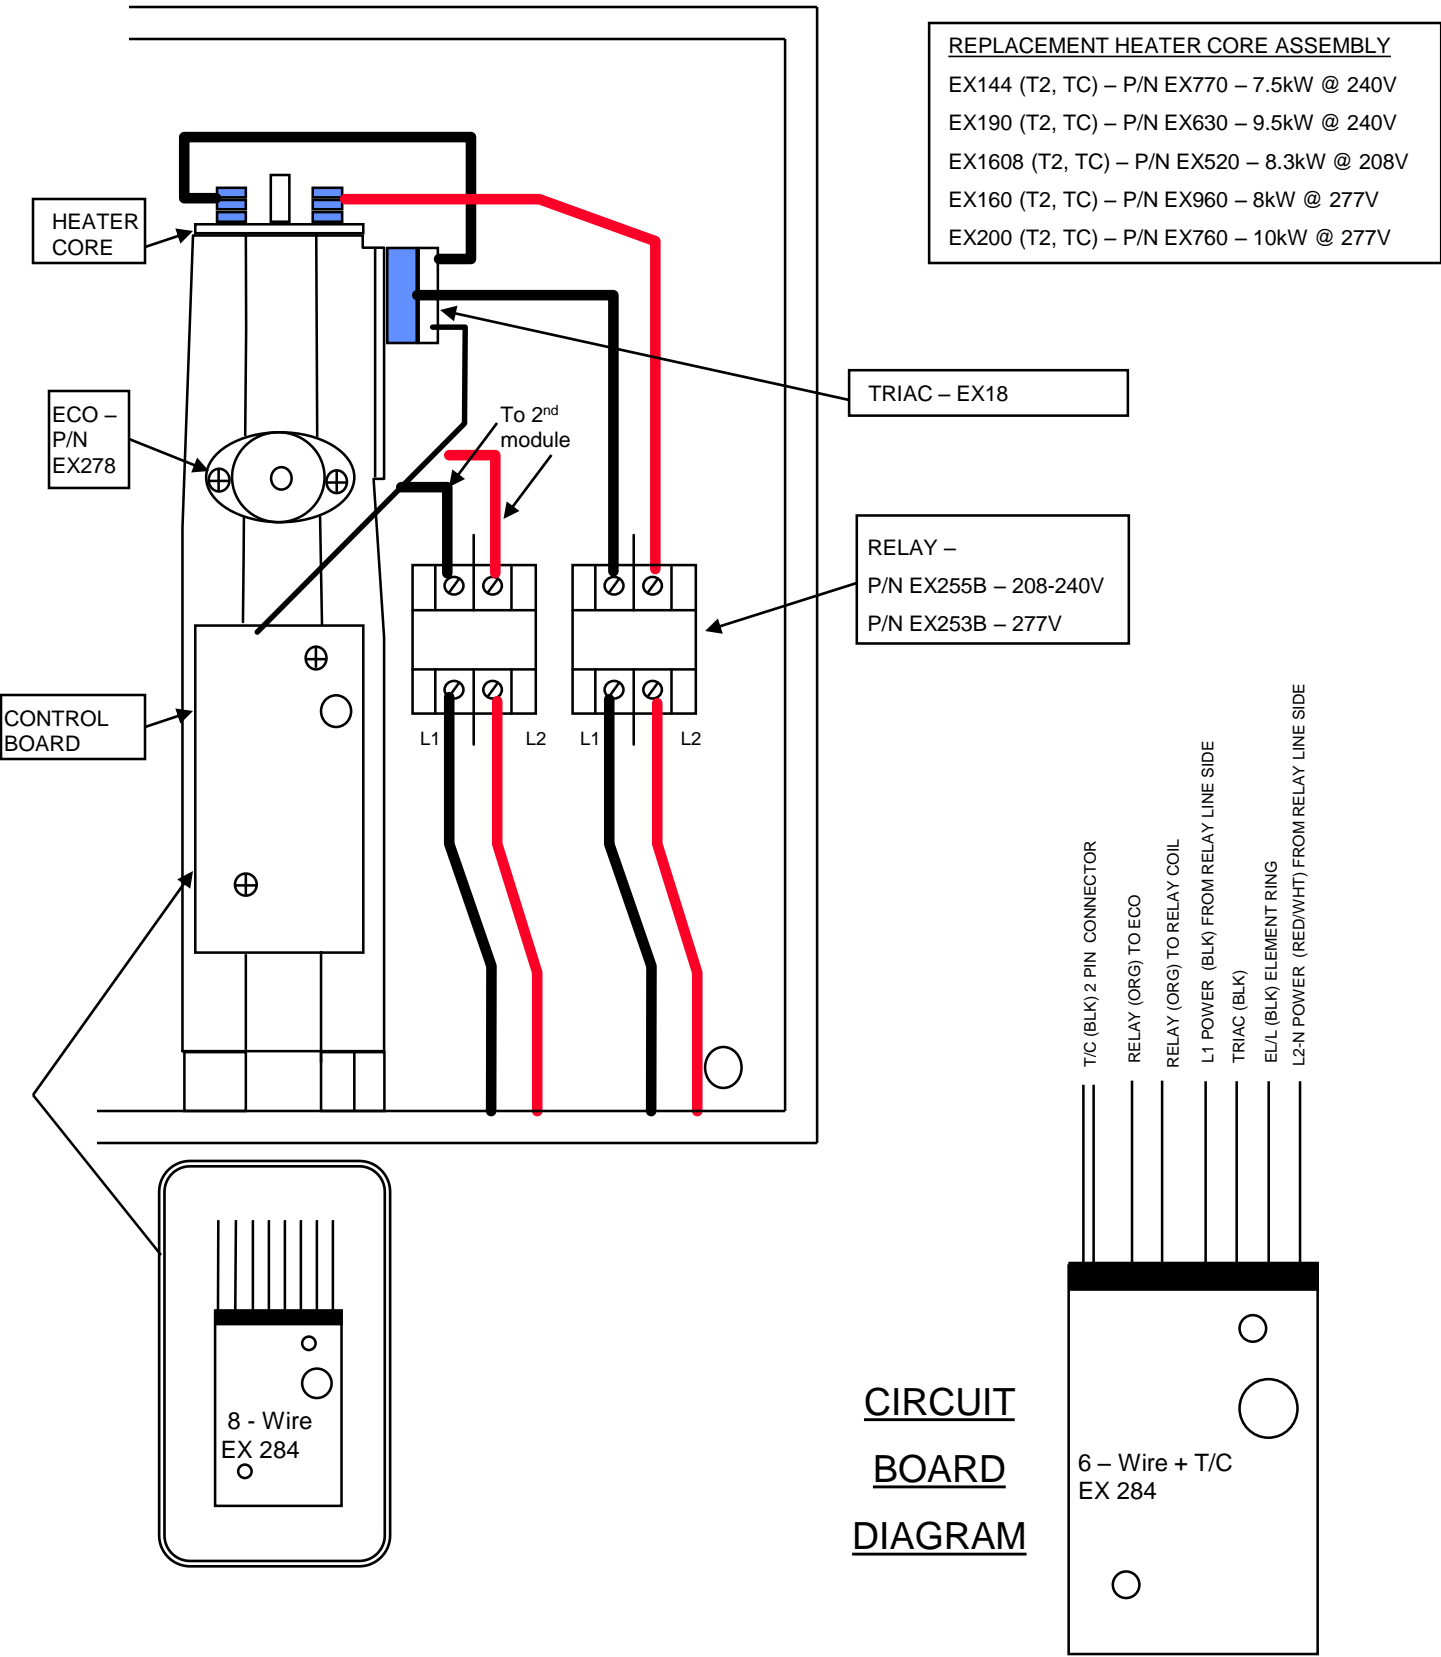 REPLACEMENT HEATER CORE ASSEMBLY
EX144 (T2, TC) – P/N EX770 – 7.5kW @ 240V
EX190 (T2, TC) – P/N EX630 – 9.5kW @ 240V
EX1608 (T2, TC) – P/N EX520 – 8.3kW @ 208V
EX160 (T2, TC) – P/N EX960 – 8kW @ 277V
EX200 (T2, TC) – P/N EX760 – 10kW @ 277V
HEATER
CORE
TRIAC – EX18
ECO –
P/N
EX278
To 2nd
module
RELAY –
P/N EX255B – 208-240V
P/N EX253B – 277V
CONTROL
BOARD
L1
L2
L1
L2
T/C (BLK) 2 PIN CONNECTOR
RELAY (ORG) TO ECO
RELAY (ORG) TO RELAY COIL
L1 POWER (BLK) FROM RELAY LINE SIDE
TRIAC (BLK)
EL/L (BLK) ELEMENT RING
L2-N POWER (RED/WHT) FROM RELAY LINE SIDE
8 - Wire
EX 284
CIRCUIT
BOARD
DIAGRAM
6 – Wire + T/C
EX 284